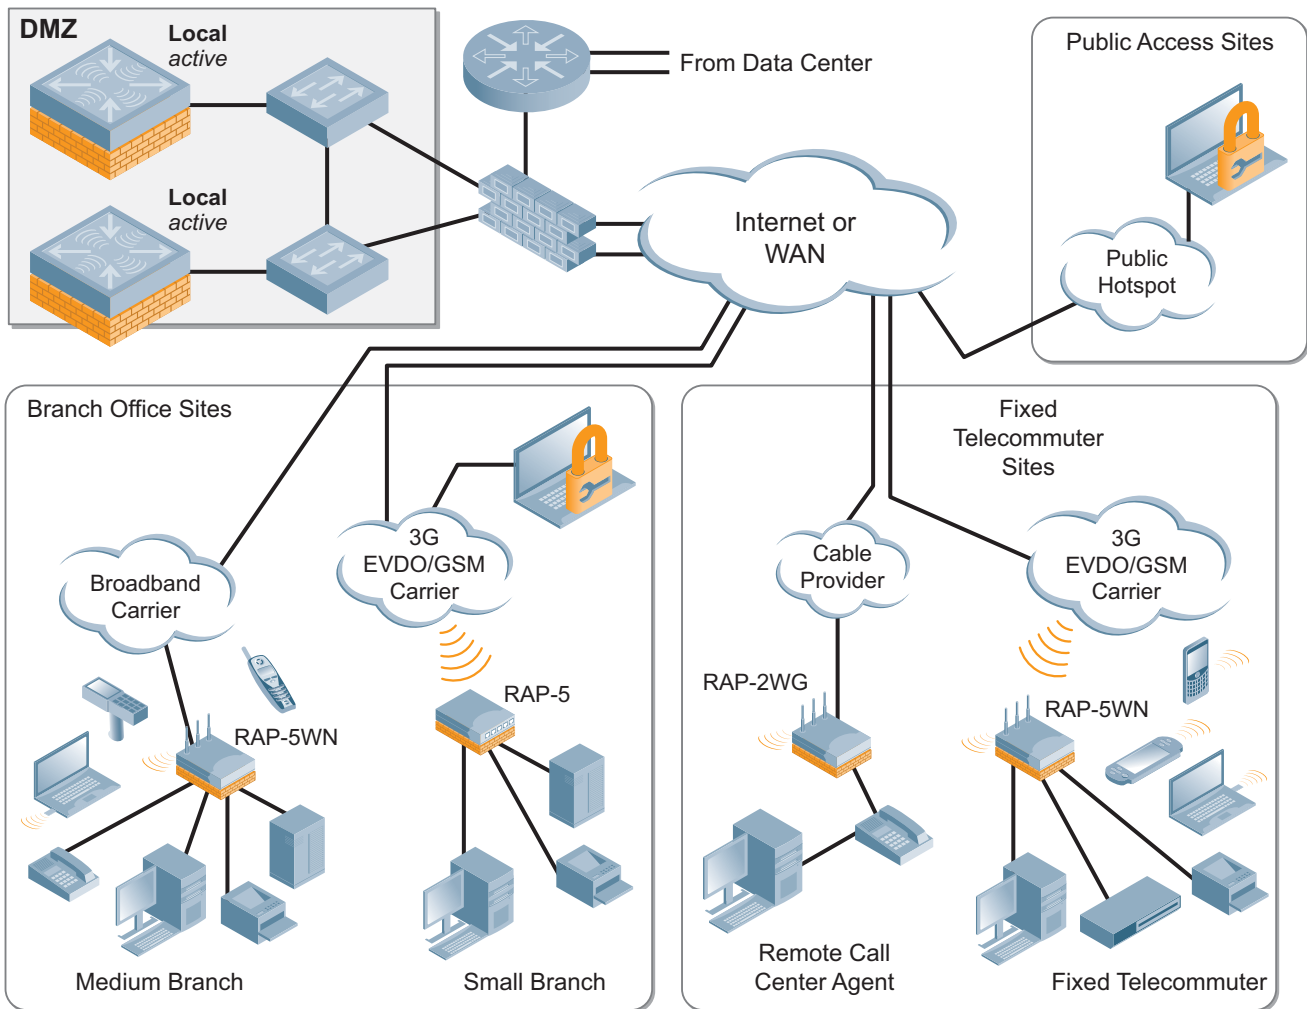 DMZ
Local
active
Local
active
From Data Center
Internet or
WAN
Public Access Sites
Public
Hotspot
Branch Office Sites
3G
EVDO/GSM
Carrier
Broadband
Carrier
RAP-5WN
RAP-5
Medium Branch
Small Branch
Fixed
Telecommuter
Sites
Cable
Provider
3G
EVDO/GSM
Carrier
RAP-2WG
RAP-5WN
Remote Call
Center Agent
Fixed Telecommuter